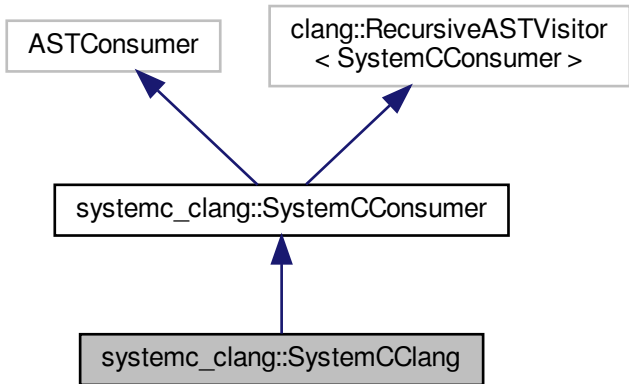 ASTConsumer
clang::RecursiveASTVisitor
< SystemCConsumer >
systemc_clang::SystemCConsumer
systemc_clang::SystemCClang